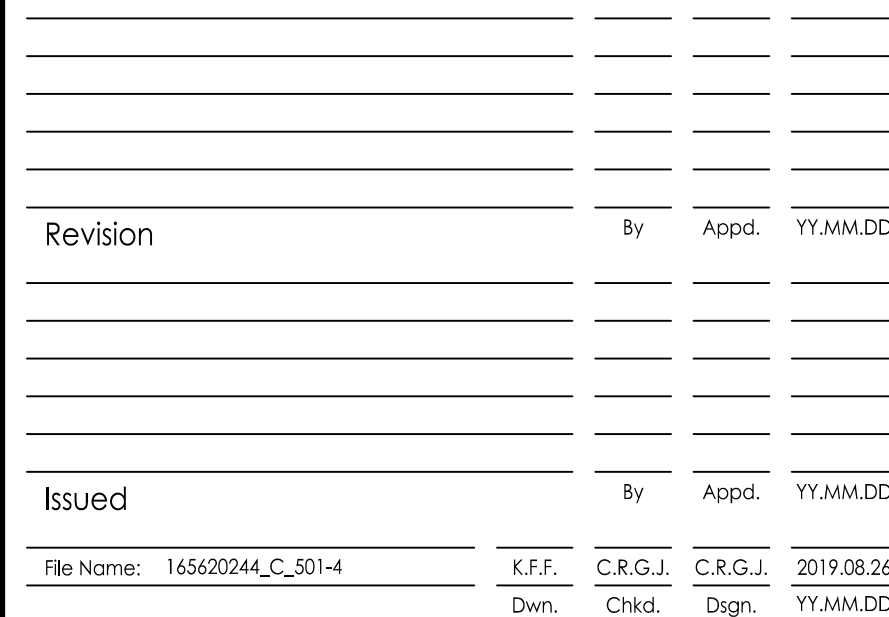 Revision By Appd. YY.MM.DD
Issued By Appd. YY.MM.DD
File Name: 165620244_C_501-4 K.F.F. C.R.G.J. C.R.G.J. 2019.08.26
Dwn. Chkd. Dsgn. YY.MM.DD